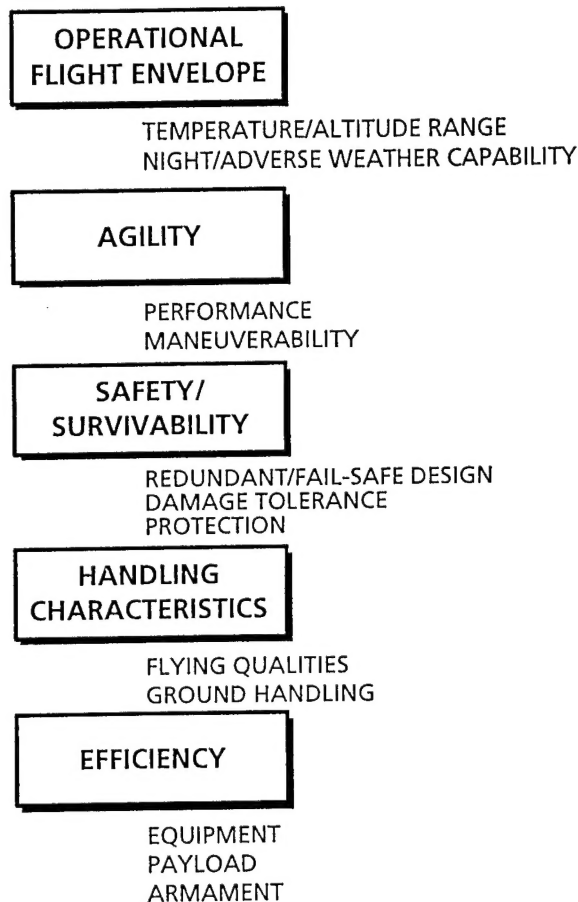 OPERATIONAL
FLIGHT ENVELOPE
TEMPERATURE/ALTITUDE RANGE
NIGHT/ADVERSE WEATHER CAPABILITY
AGILITY
PERFORMANCE
MANEUVERABILITY
SAFETY/
SURVIVABILITY
REDUNDANT/FAIL-SAFE DESIGN
DAMAGE TOLERANCE
PROTECTION
HANDLING
CHARACTERISTICS
FLYING QUALITIES
GROUND HANDLING
EFFICIENCY
EQUIPMENT
PAYLOAD
ARMAMENT